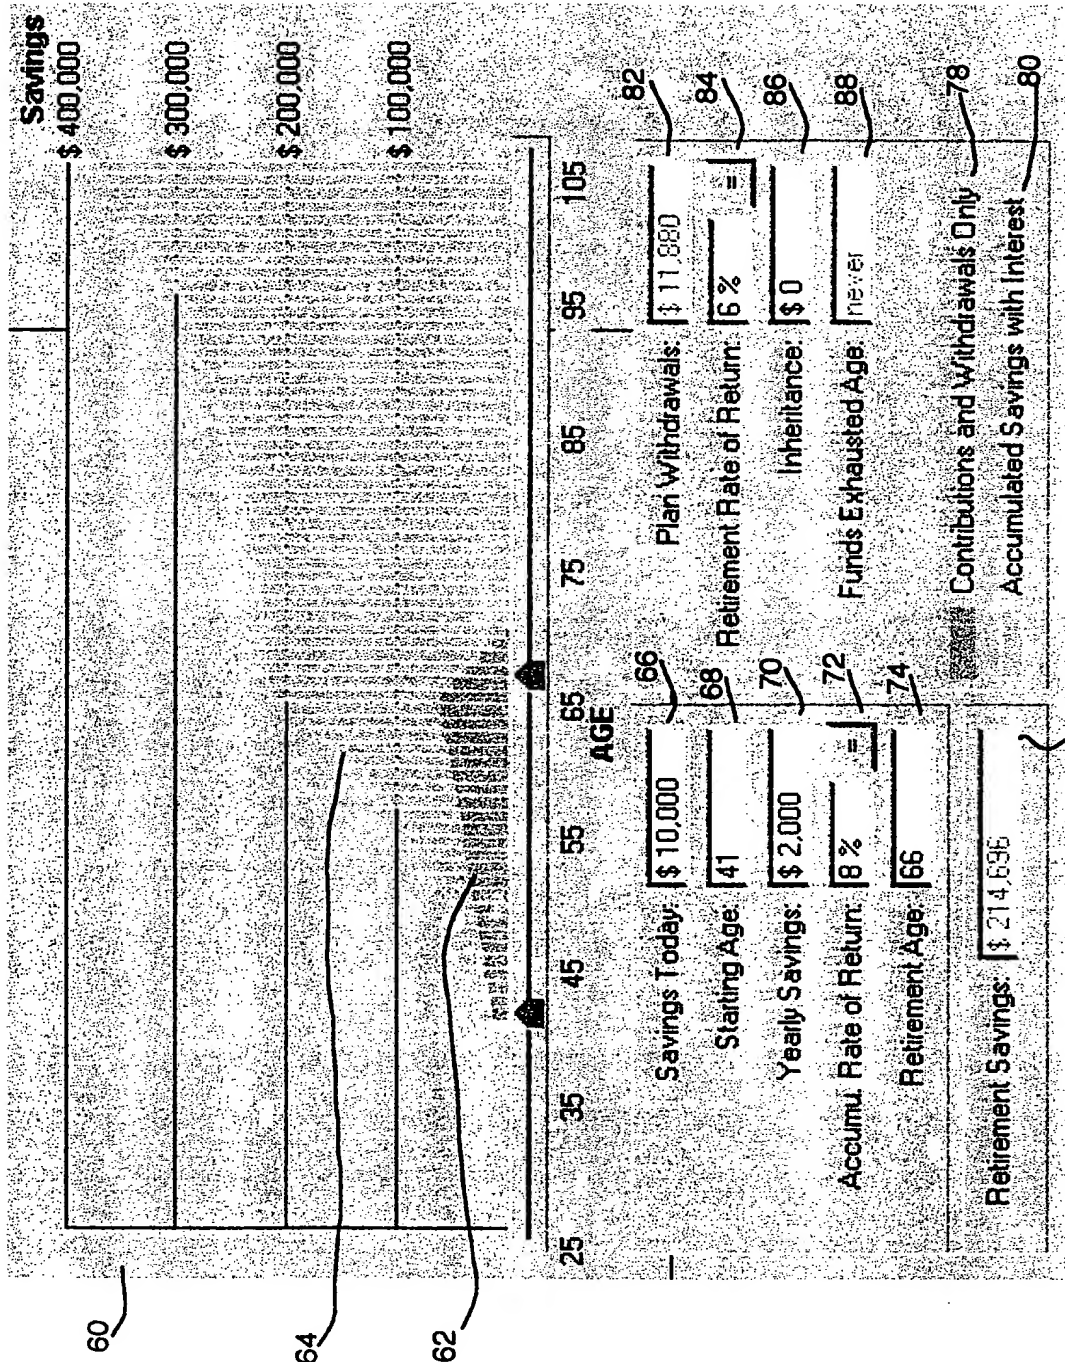 Savings
$ 400,000
$ 300,000
$ 200,000
$ 100,000
25 35 45 55 65 75 85 95 105
AGE
Savings Today: $ 10,000
Starting Age: 41
Yearly Savings: $ 2,000
Accumu. Rate of Return: 8 % =
Retirement Age: 66
Retirement Savings: $ 214,696
Plan Withdrawals: $ 11,880
Retirement Rate of Return: 6 % =
Inheritance: $ 0
Funds Exhausted Age: never
Contributions and Withdrawals Only
Accumulated Savings with Interest
60
64
62
66
68
70
72
74
82
84
86
88
78
80